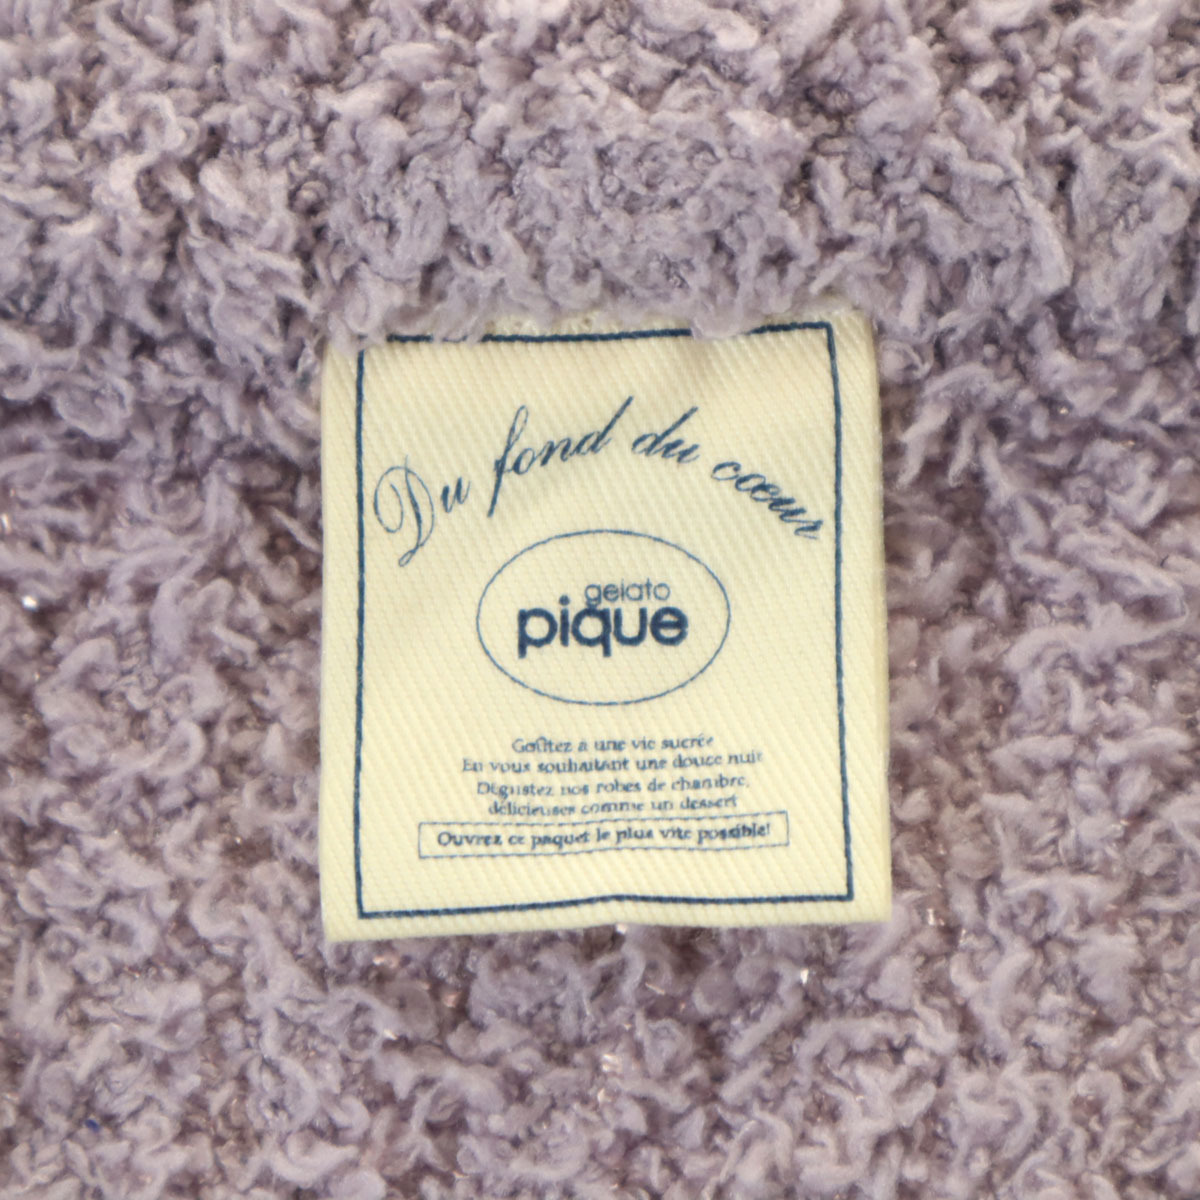 Du fond du cœur
gelato
pique
Goûtez à une vie sucrée
En vous souhaitant une douce nuit
Dégustez nos robes de chambre,
délicieuses comme un dessert
Ouvrez ce paquet le plus vite possible!